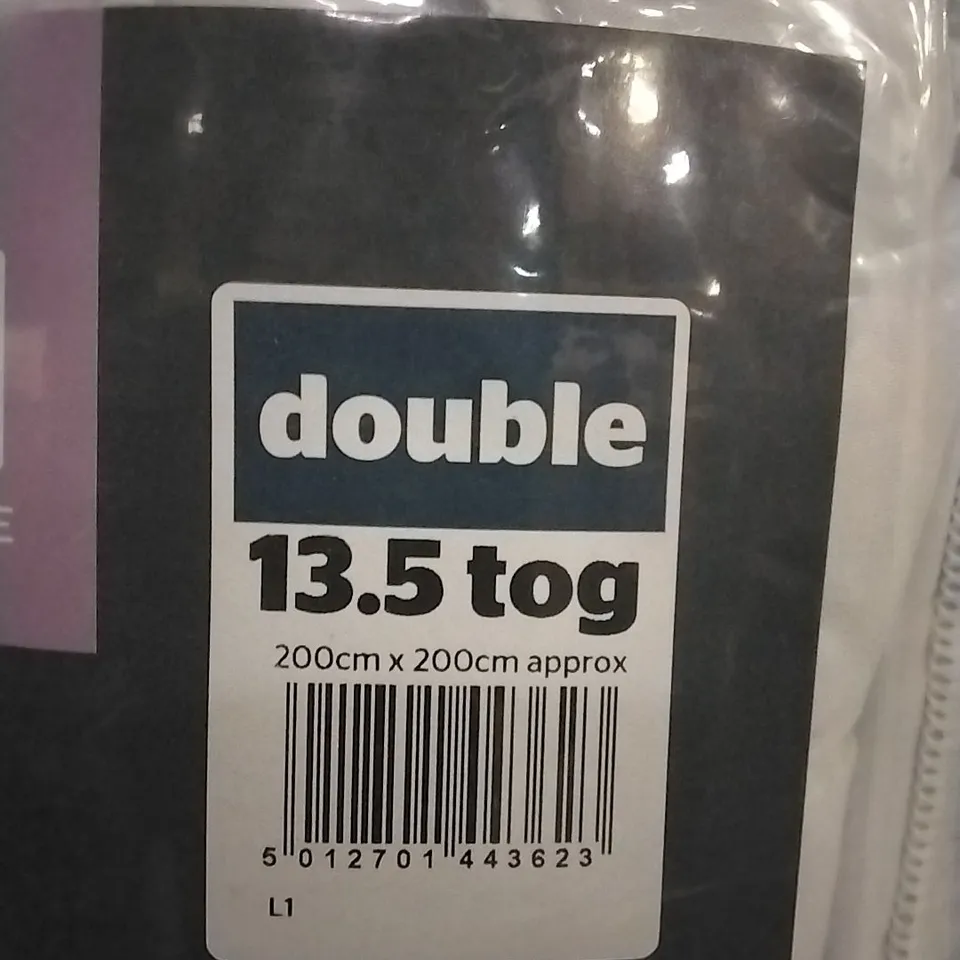 double
13.5 tog
200cm x 200cm approx
5 012701 443623
L1
E